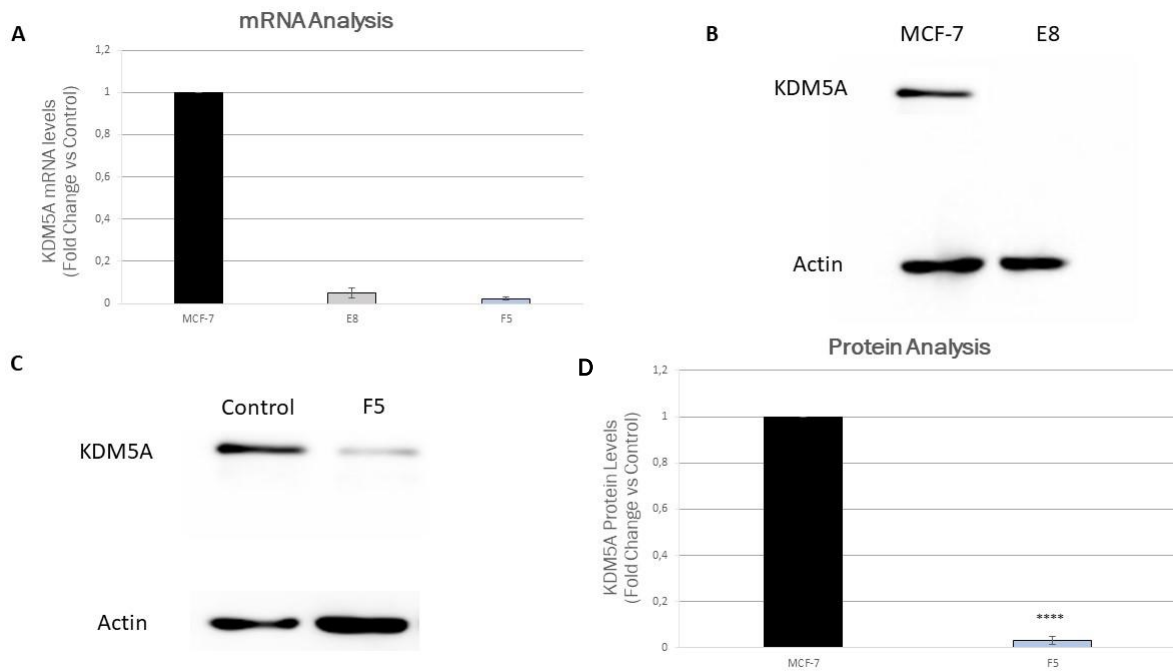 A
mRNA Analysis
KDM5A mRNA levels
(Fold Change vs Control)
1,2
1
0,8
0,6
0,4
0,2
0
MCF-7
E8
F5
B
MCF-7 E8
KDM5A
Actin
C
Control F5
KDM5A
Actin
D
Protein Analysis
KDM5A Protein Levels
(Fold Change vs Control)
1,2
1
0,8
0,6
0,4
0,2
0
****
MCF-7
F5